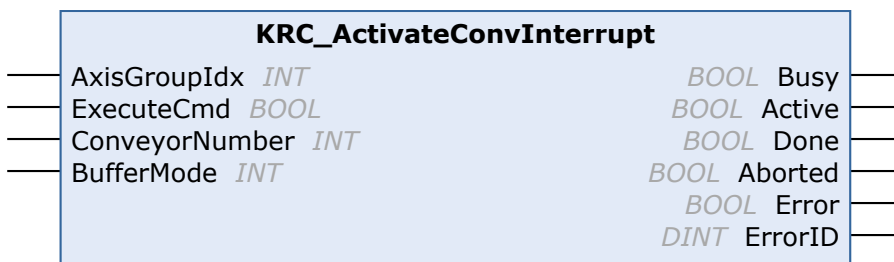 KRC_ActivateConvInterrupt
AxisGroupIdx INT BOOL Busy
ExecuteCmd BOOL BOOL Active
ConveyorNumber INT BOOL Done
BufferMode INT BOOL Aborted
BOOL Error
DINT ErrorID